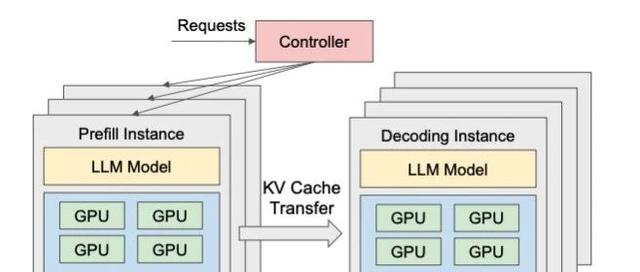 Requests
Controller
Prefill Instance
LLM Model
GPU GPU
GPU GPU
KV Cache
Transfer
Decoding Instance
LLM Model
GPU GPU
GPU GPU